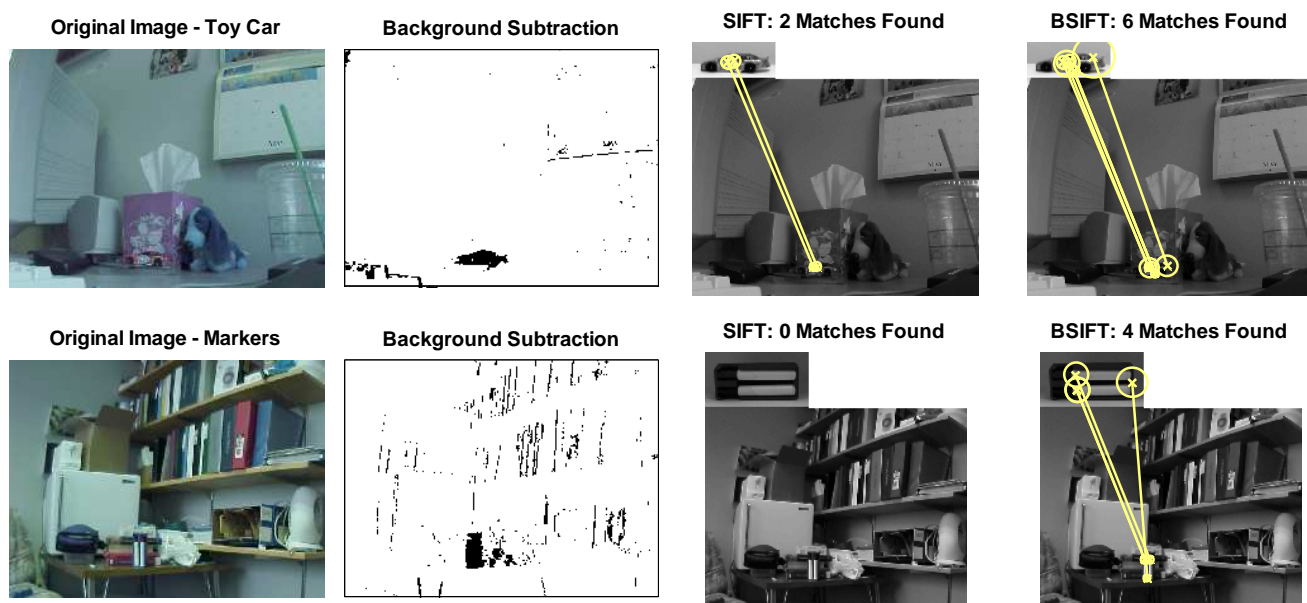 Original Image - Toy Car
Background Subtraction
SIFT: 2 Matches Found
BSIFT: 6 Matches Found
Original Image - Markers
Background Subtraction
SIFT: 0 Matches Found
BSIFT: 4 Matches Found